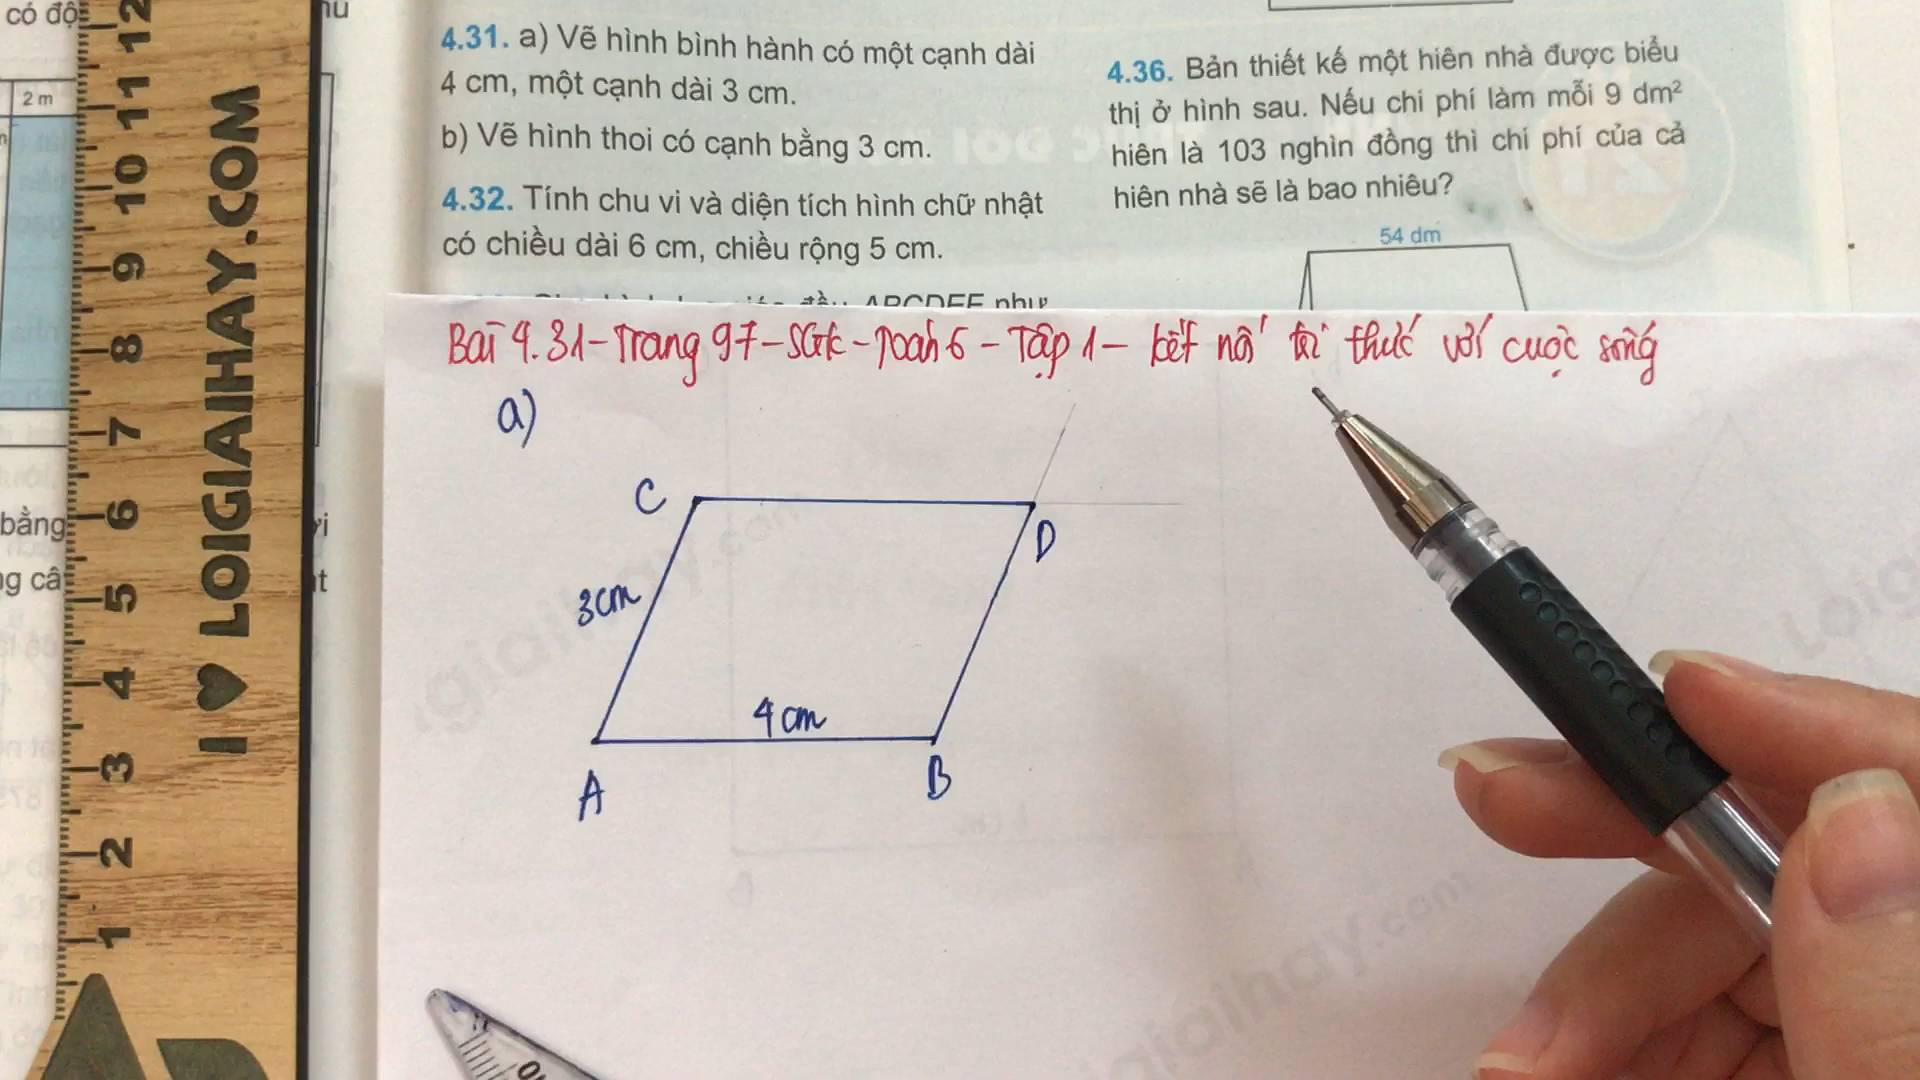 có độ
2 m
4.31. a) Vẽ hình bình hành có một cạnh dài
4 cm, một cạnh dài 3 cm.
b) Vẽ hình thoi có cạnh bằng 3 cm.
4.32. Tính chu vi và diện tích hình chữ nhật
có chiều dài 6 cm, chiều rộng 5 cm.
4.36. Bản thiết kế một hiên nhà được biểu
thị ở hình sau. Nếu chi phí làm mỗi 9 dm²
hiên là 103 nghìn đồng thì chi phí của cả
hiên nhà sẽ là bao nhiêu?
54 dm
Bài 4.31 - Trang 97 - SGK - Toán 6 - Tập 1 - kết nối tri thức với cuộc sống
a)
C
D
3cm
4cm
A
B
bằng
12
11
10
9
8
7
6
5
4
3
2
1
I ♥ LOIGIAIHAY.COM